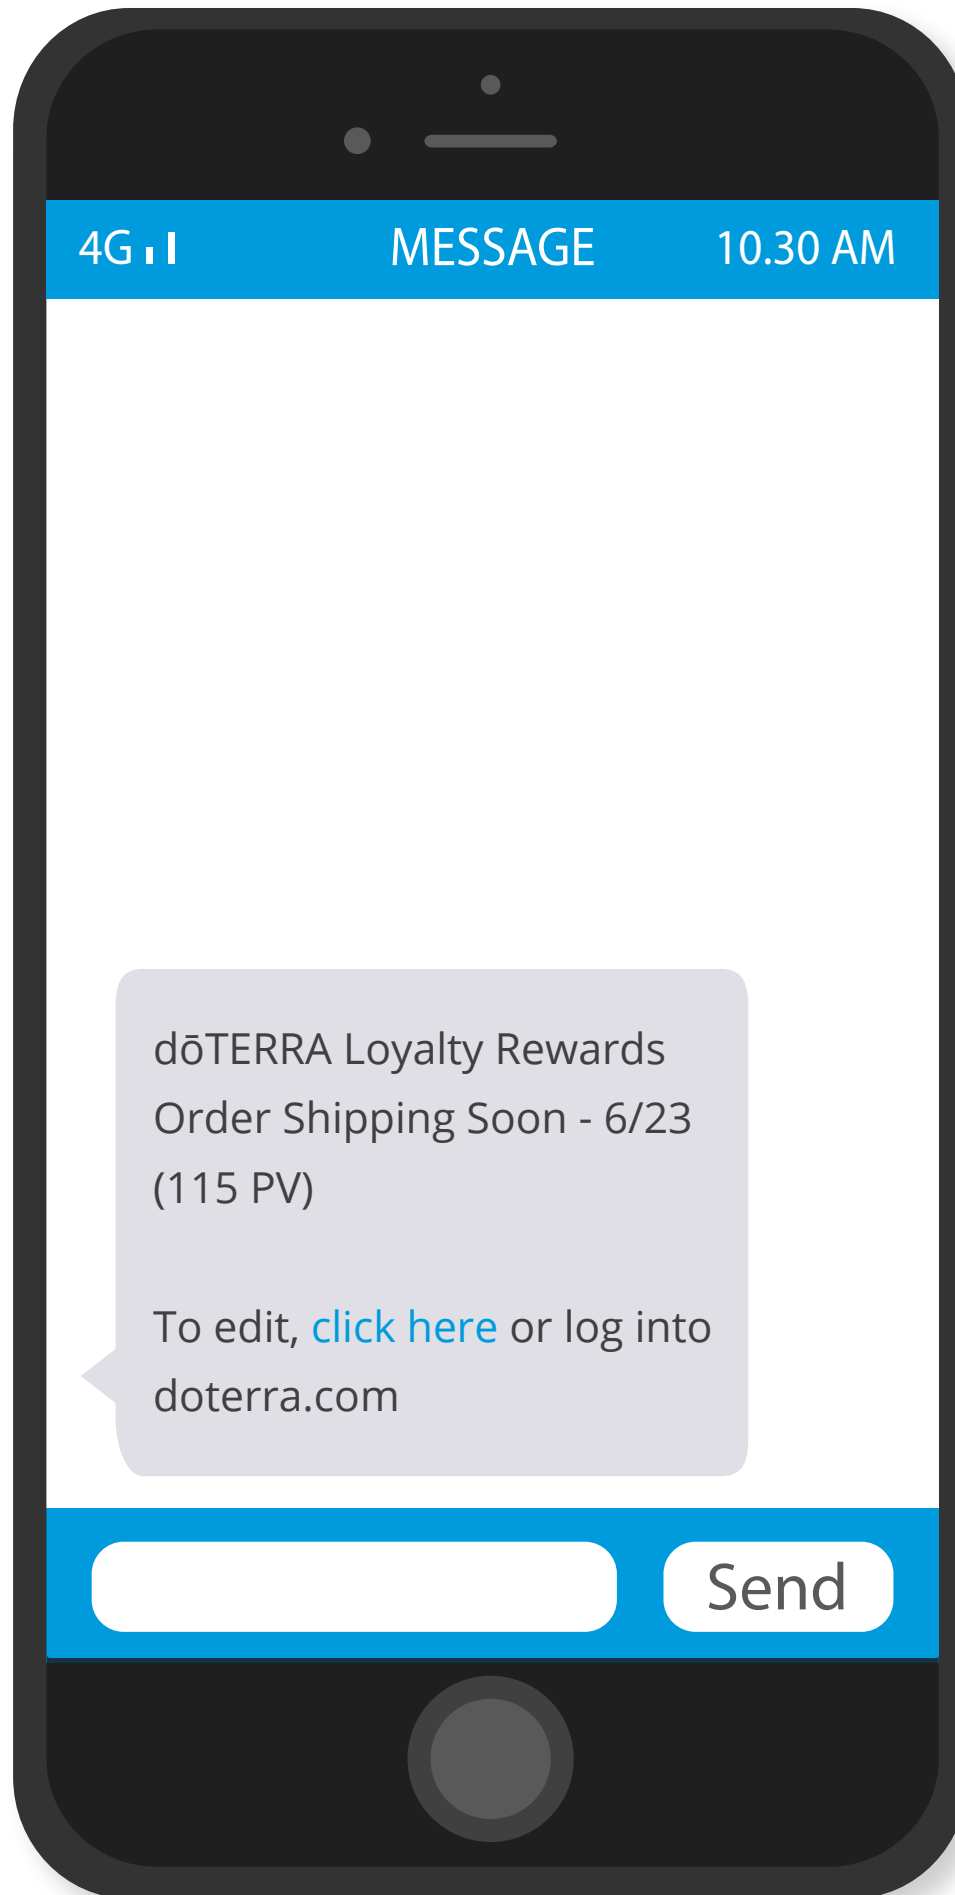 4G MESSAGE 10.30 AM
dōTERRA Loyalty Rewards
Order Shipping Soon - 6/23
(115 PV)
To edit, click here or log into
doterra.com
Send